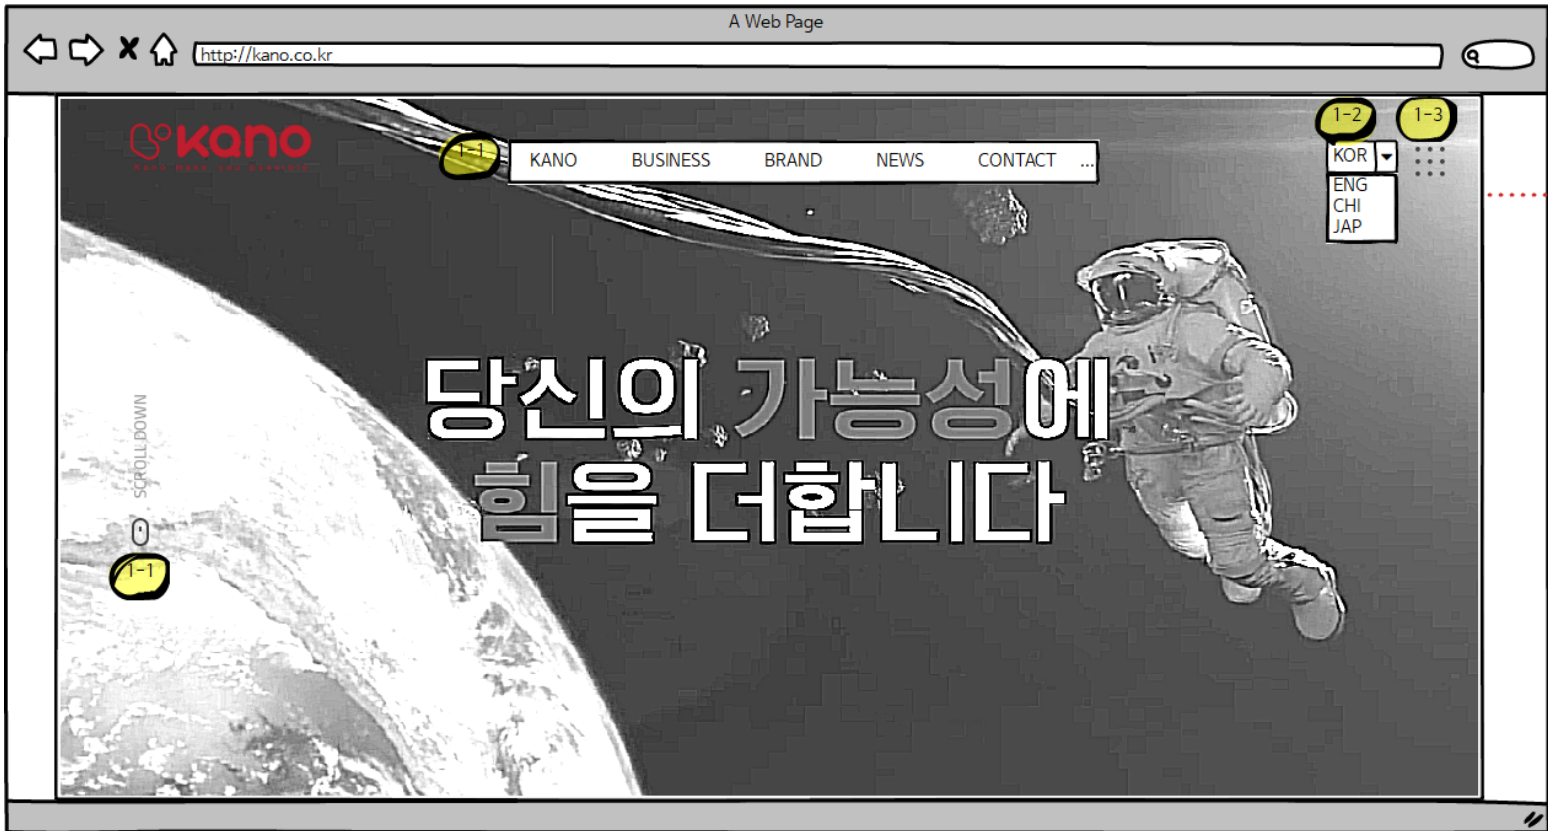 A Web Page
http://kano.co.kr
kano
1-1
KANO BUSINESS BRAND NEWS CONTACT ...
1-2
1-3
KOR
ENG
CHI
JAP
당신의 가능성에
힘을 더합니다
SCROLL DOWN
1-1